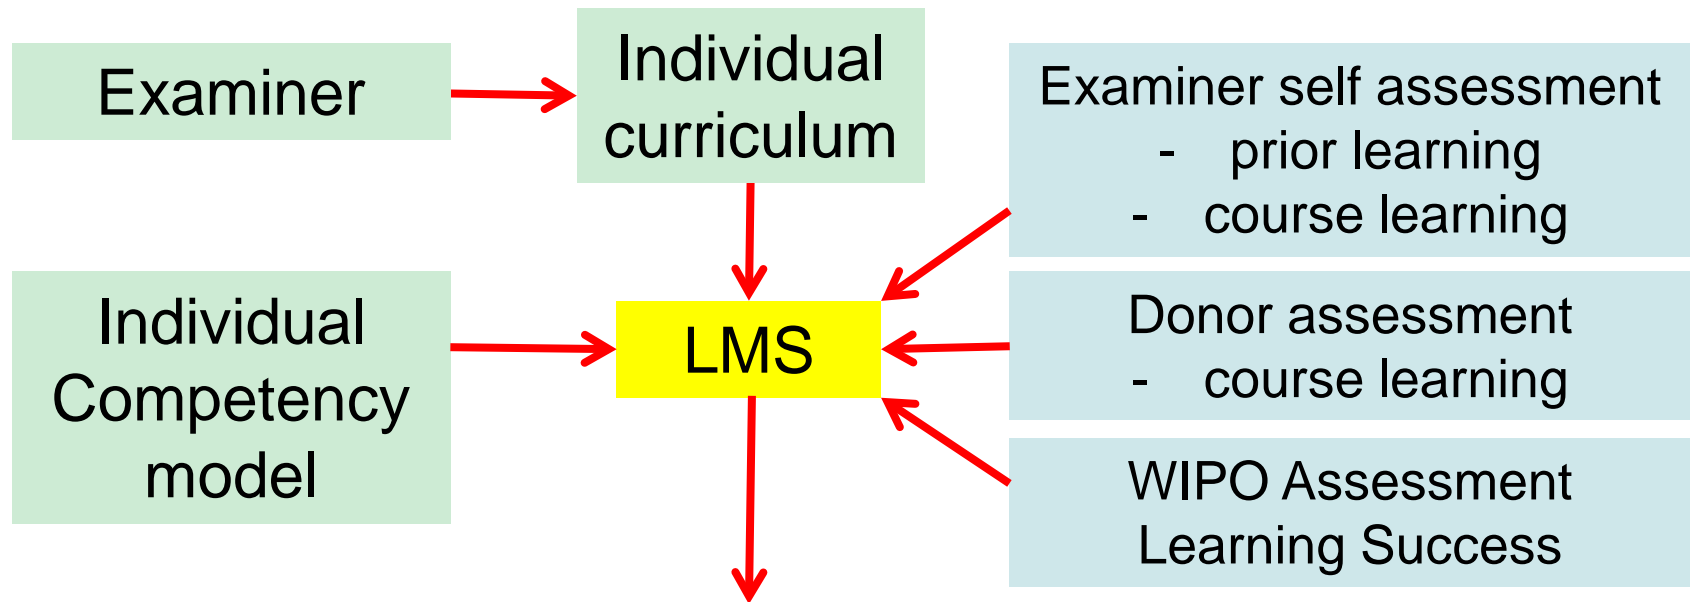 Examiner
Individual
curriculum
Individual
Competency
model
LMS
Examiner self assessment
- prior learning
- course learning
Donor assessment
- course learning
WIPO Assessment
Learning Success